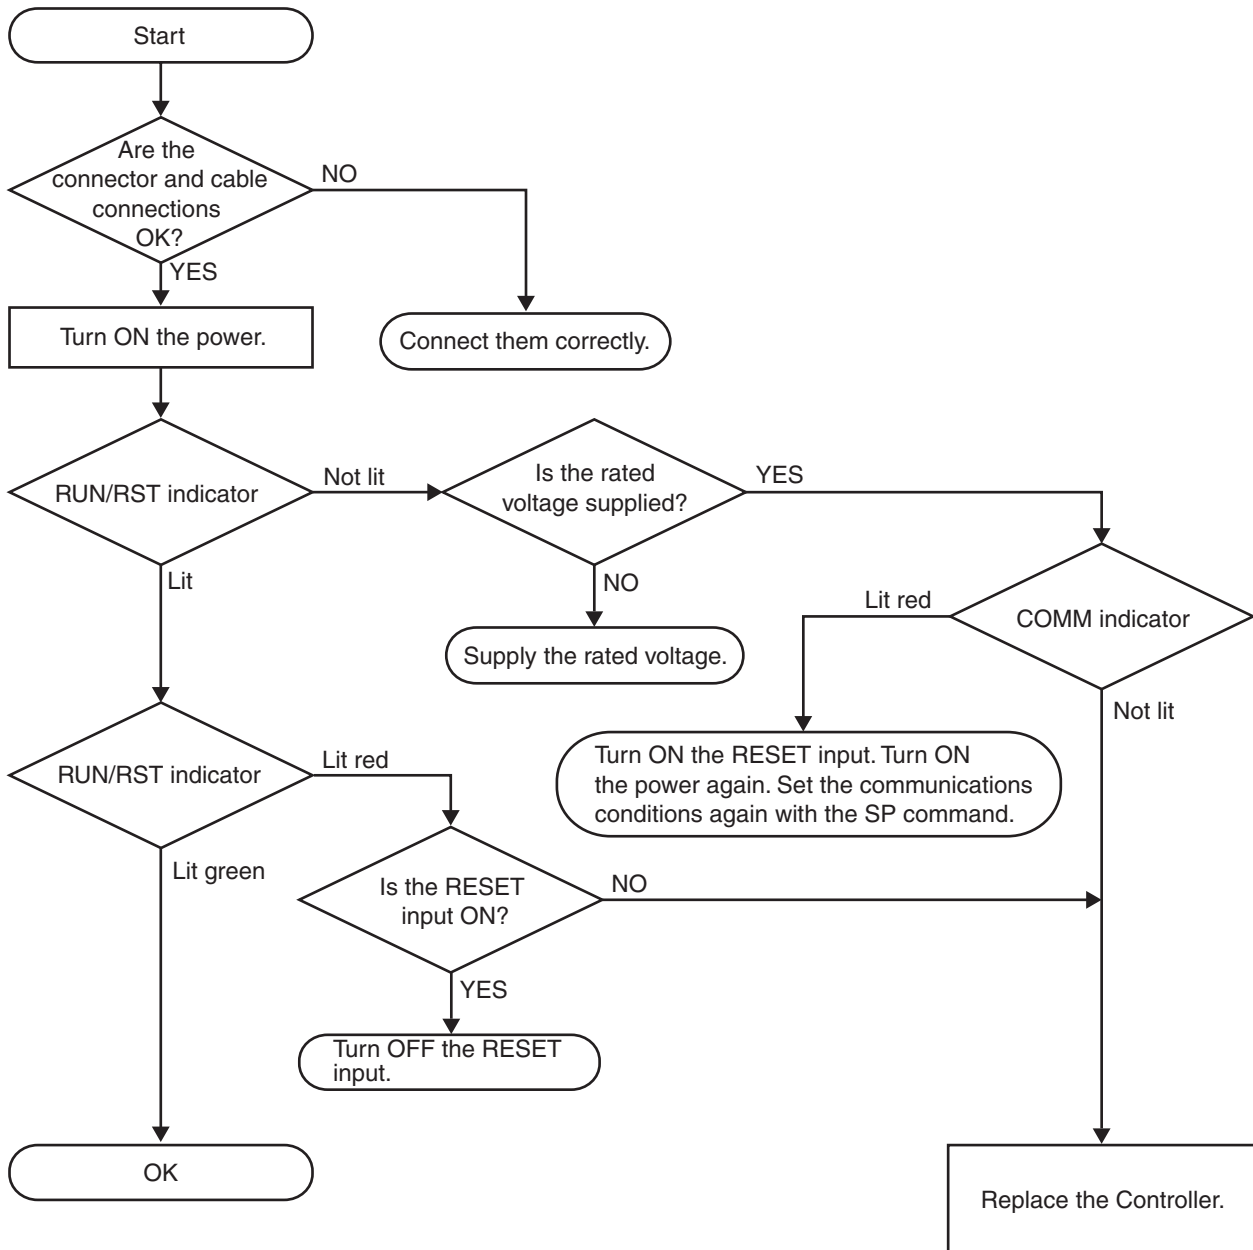 Start
Are the
connector and cable
connections
OK?
NO
YES
Turn ON the power.
Connect them correctly.
RUN/RST indicator
Not lit
Is the rated
voltage supplied?
YES
Lit
NO
Supply the rated voltage.
Lit red
COMM indicator
Not lit
Turn ON the RESET input. Turn ON
the power again. Set the communications
conditions again with the SP command.
RUN/RST indicator
Lit red
Lit green
Is the RESET
input ON?
NO
YES
Turn OFF the RESET
input.
OK
Replace the Controller.